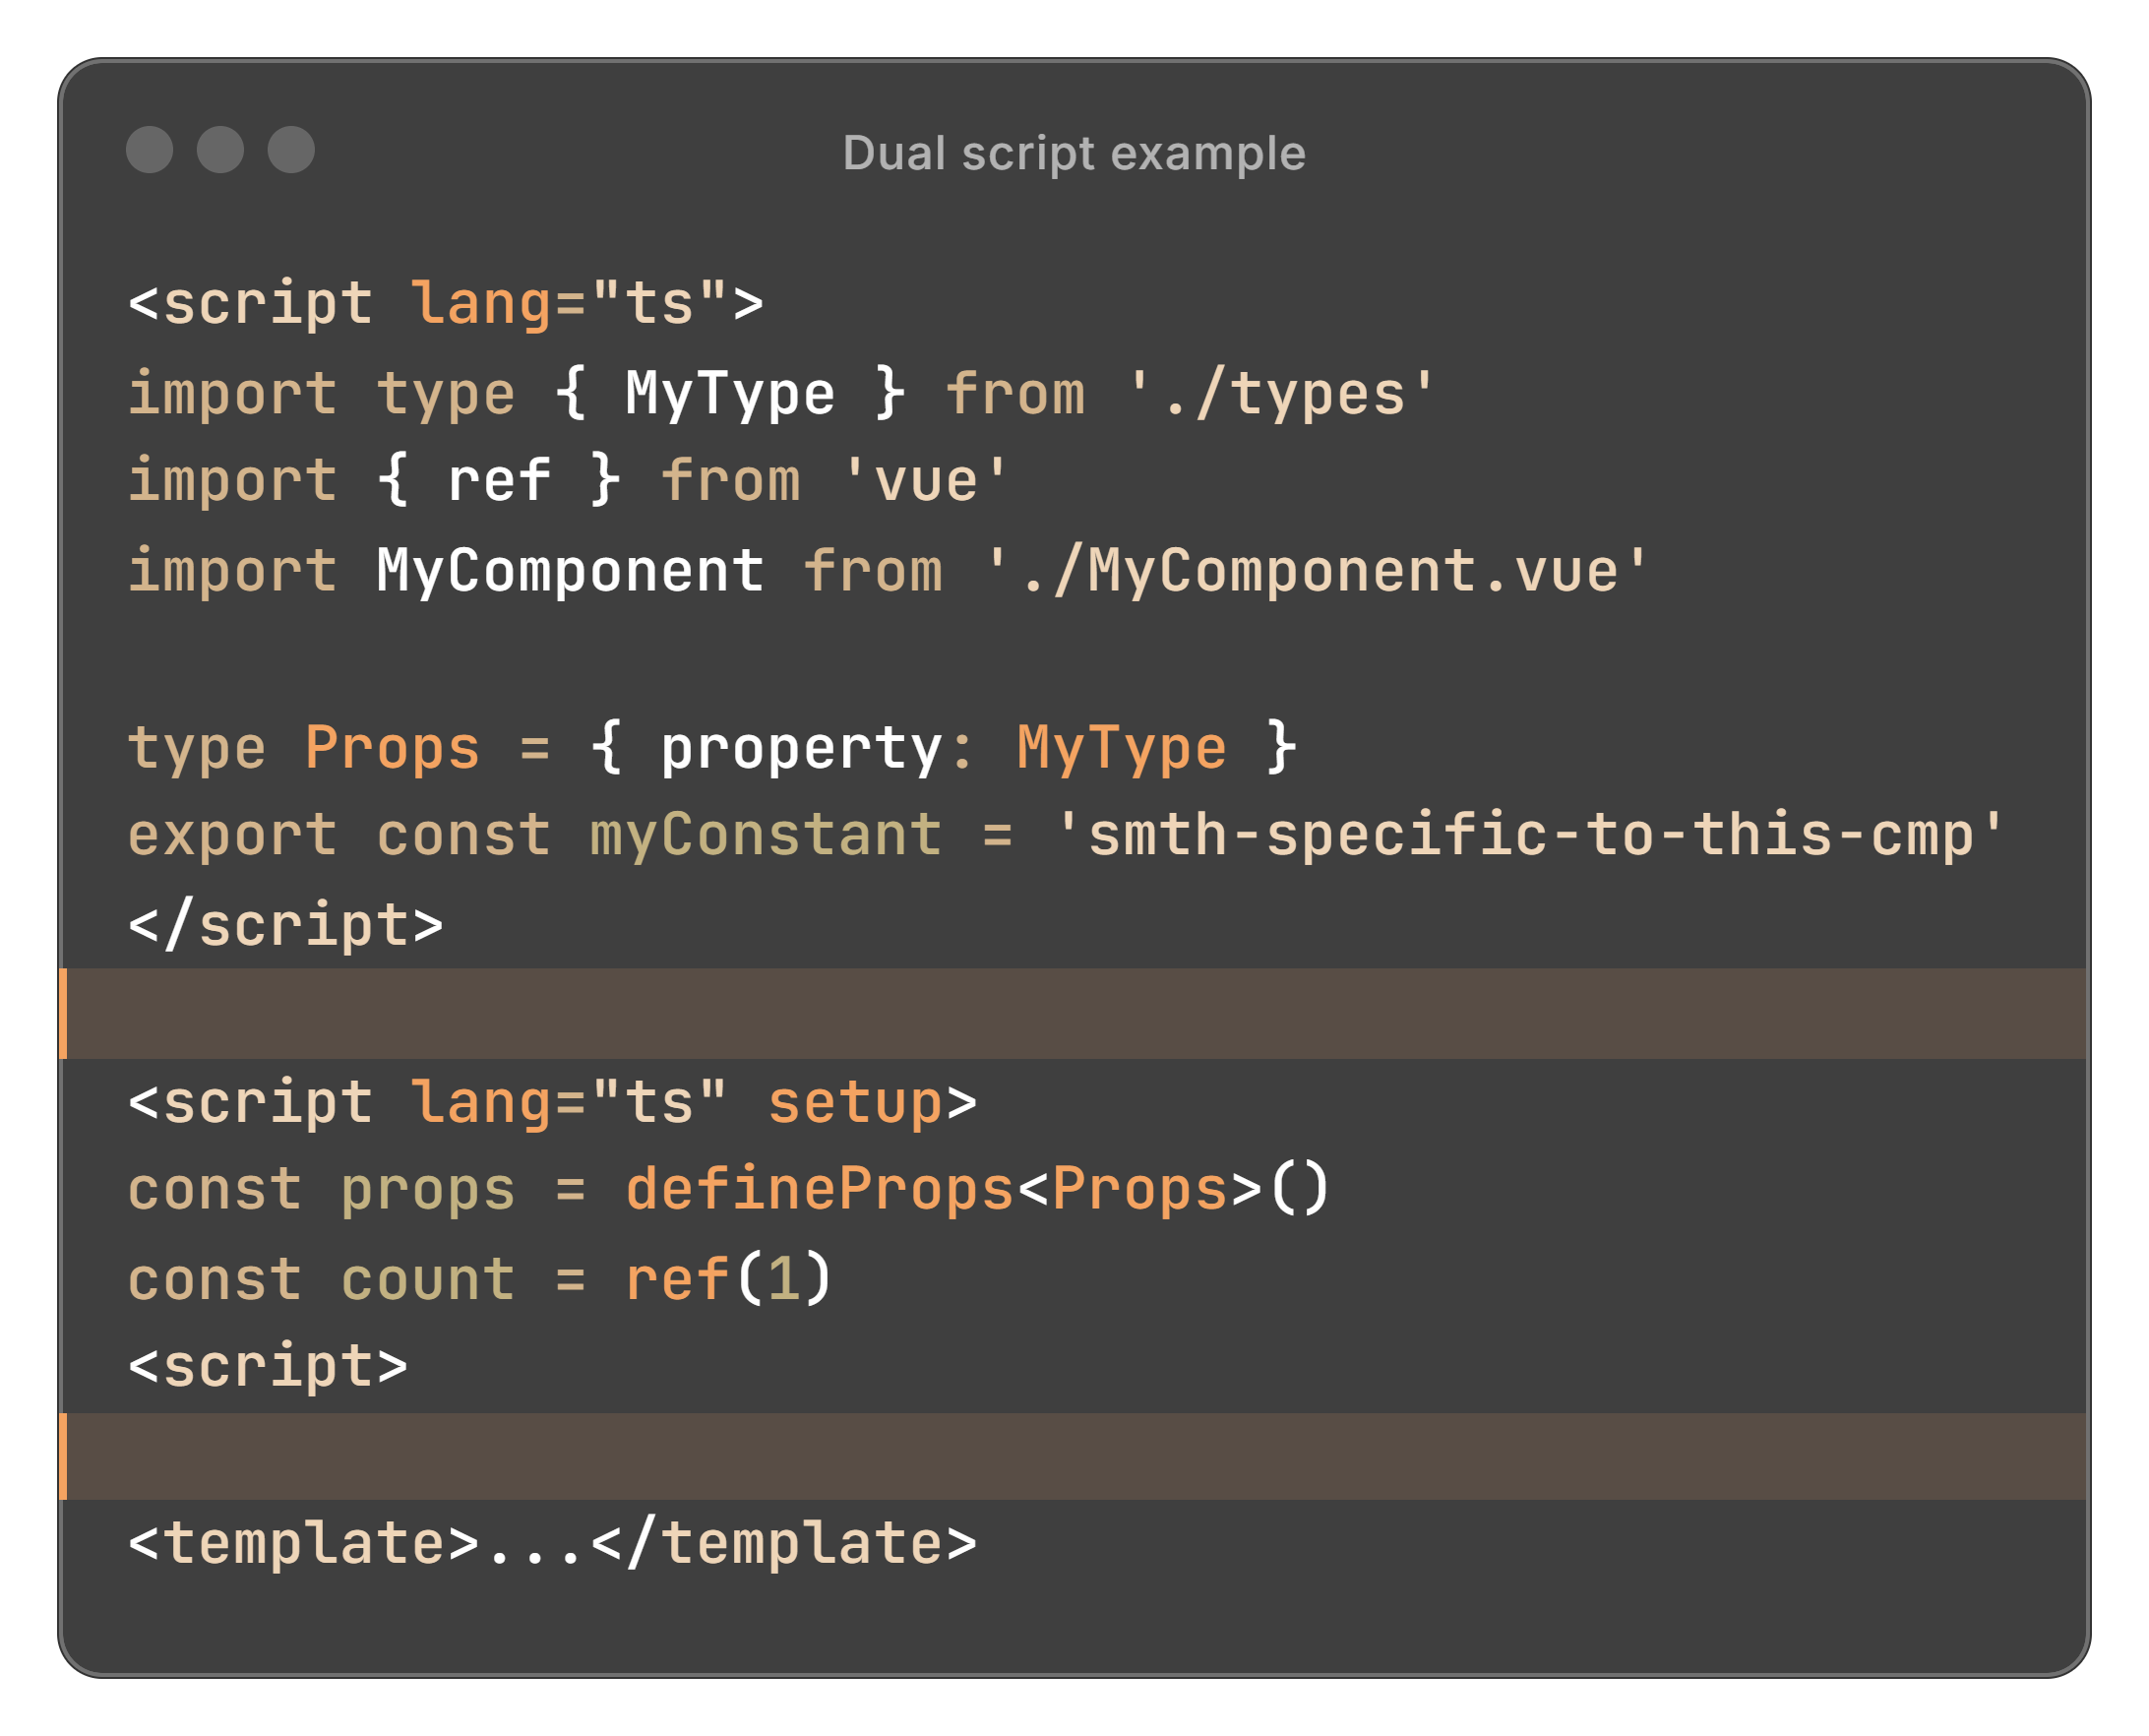 Dual script example
<script lang="ts">
import type { MyType } from './types'
import { ref } from 'vue'
import MyComponent from './MyComponent.vue'
type Props = { property: MyType }
export const myConstant = 'smth-specific-to-this-cmp'
</script>
<script lang="ts" setup>
const props = defineProps<Props>()
const count = ref(1)
<script>
<template>...</template>